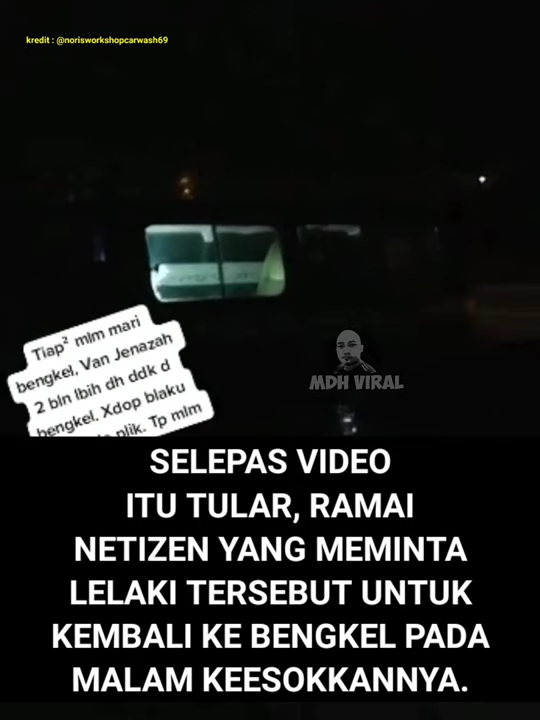 kredit : @norisworkshopcarwash69
Tiap² mlm mari
bengkel, Van Jenazah
2 bln lbih dh ddk d
bengkel. Xdop blaku
plik. Tp mlm
MDH VIRAL
SELEPAS VIDEO
ITU TULAR, RAMAI
NETIZEN YANG MEMINTA
LELAKI TERSEBUT UNTUK
KEMBALI KE BENGKEL PADA
MALAM KEESOKKANNYA.